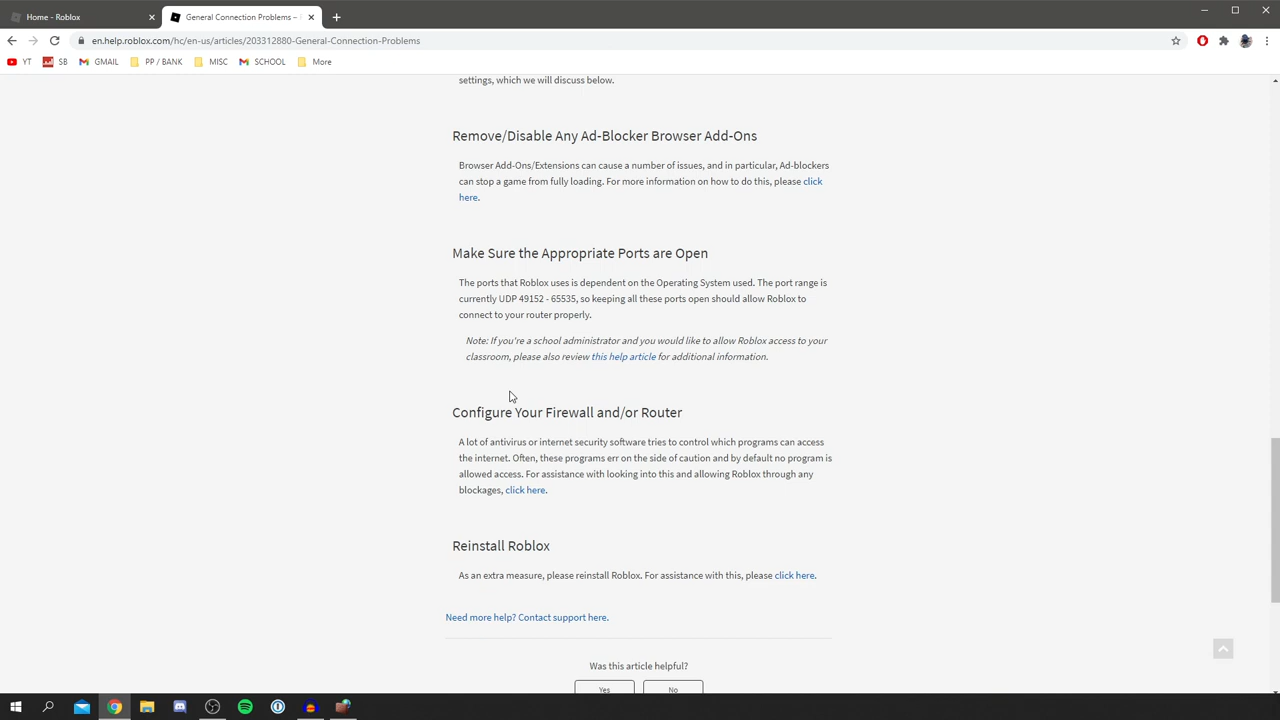 Home - Roblox
General Connection Problems –
en.help.roblox.com/hc/en-us/articles/203312880-General-Connection-Problems
YT
SB
GMAIL
PP / BANK
MISC
SCHOOL
More
settings, which we will discuss below.
Remove/Disable Any Ad-Blocker Browser Add-Ons
Browser Add-Ons/Extensions can cause a number of issues, and in particular, Ad-blockers
can stop a game from fully loading. For more information on how to do this, please click
here.
Make Sure the Appropriate Ports are Open
The ports that Roblox uses is dependent on the Operating System used. The port range is
currently UDP 49152 - 65535, so keeping all these ports open should allow Roblox to
connect to your router properly.
Note: If you're a school administrator and you would like to allow Roblox access to your
classroom, please also review this help article for additional information.
Configure Your Firewall and/or Router
A lot of antivirus or internet security software tries to control which programs can access
the internet. Often, these programs err on the side of caution and by default no program is
allowed access. For assistance with looking into this and allowing Roblox through any
blockages, click here.
Reinstall Roblox
As an extra measure, please reinstall Roblox. For assistance with this, please click here.
Need more help? Contact support here.
Was this article helpful?
Yes
No